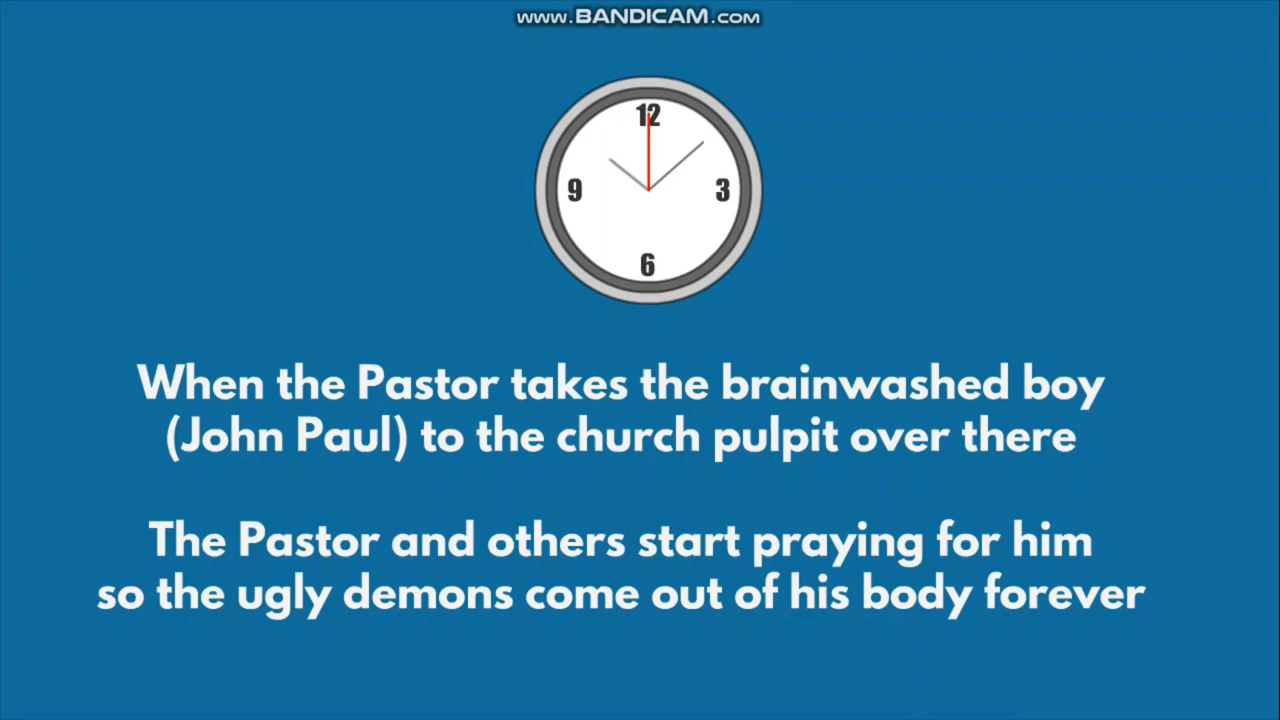 www.BANDICAM.com
12
9
3
6
When the Pastor takes the brainwashed boy
(John Paul) to the church pulpit over there
The Pastor and others start praying for him
so the ugly demons come out of his body forever